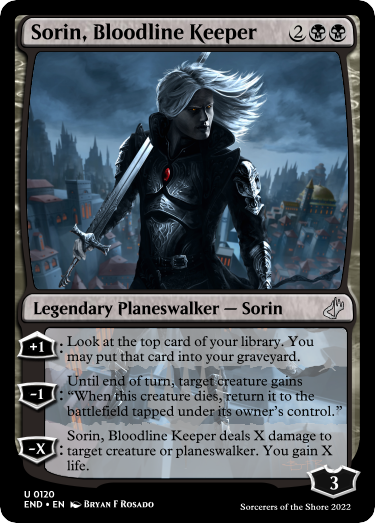 Sorin, Bloodline Keeper 2
Legendary Planeswalker — Sorin
+1: Look at the top card of your library. You
may put that card into your graveyard.
Until end of turn, target creature gains
-1: “When this creature dies, return it to the
battlefield tapped under its owner’s control.”
Sorin, Bloodline Keeper deals X damage to
-X: target creature or planeswalker. You gain X
life.
3
U 0120
END • EN Bryan F Rosado
Sorcerers of the Shore 2022